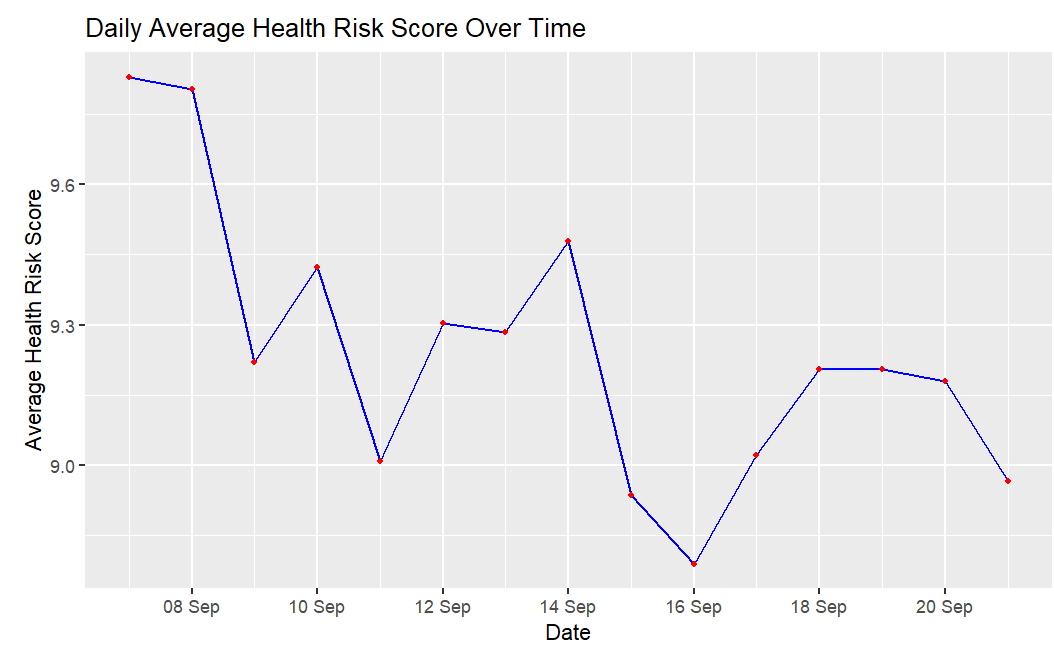 Daily Average Health Risk Score Over Time
Average Health Risk Score
9.6
9.3
9.0
08 Sep
10 Sep
12 Sep
14 Sep
16 Sep
18 Sep
20 Sep
Date